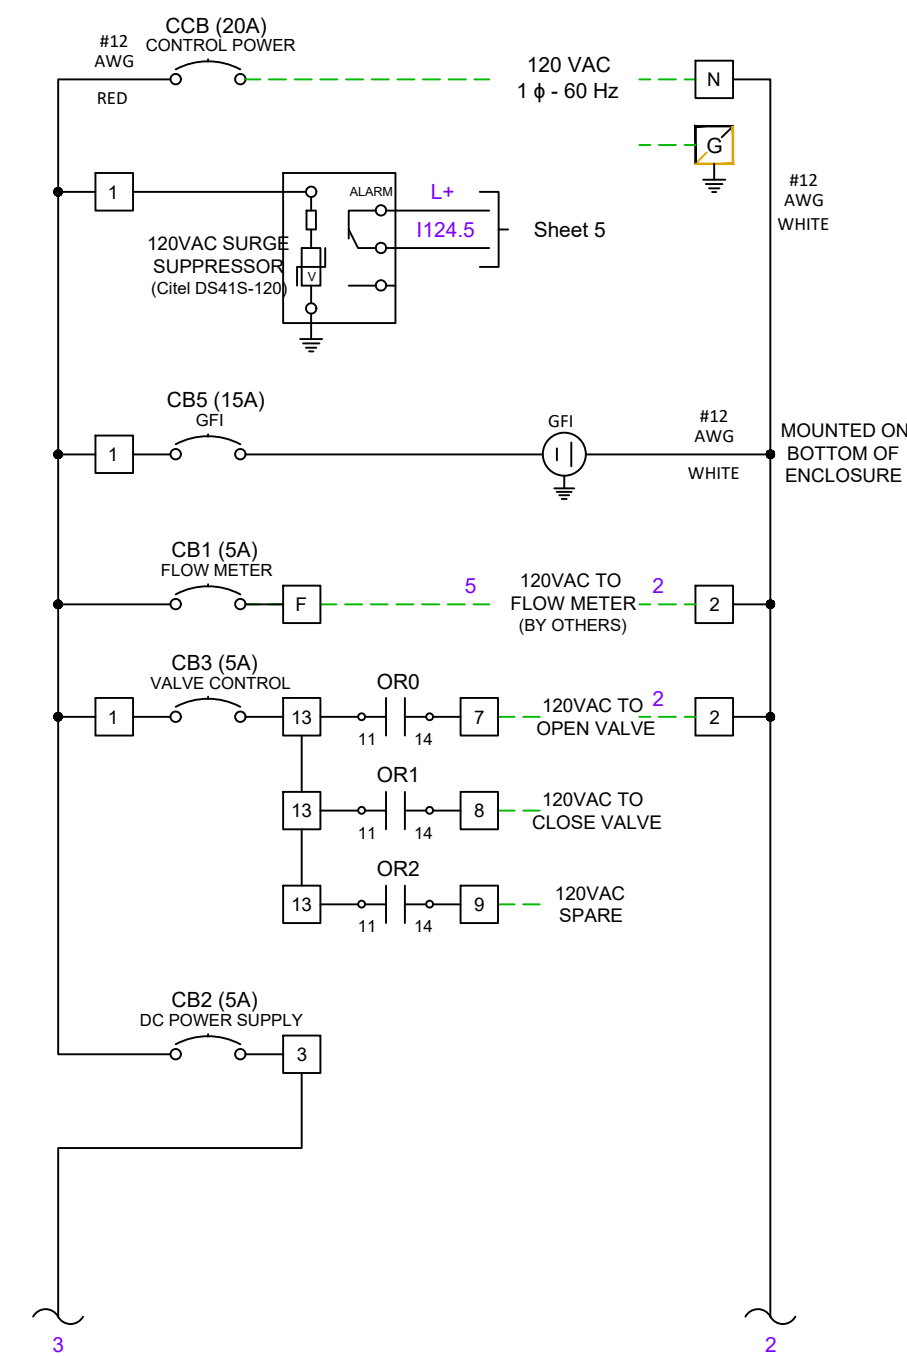 CCB (20A)
CONTROL POWER
#12
AWG
RED
120 VAC
1 ϕ - 60 Hz
N
G
#12
AWG
WHITE
1
ALARM
L+
I124.5
Sheet 5
120VAC SURGE
SUPPRESSOR
(Citel DS41S-120)
V
CB5 (15A)
GFI
1
GFI
#12
AWG
WHITE
MOUNTED ON
BOTTOM OF
ENCLOSURE
CB1 (5A)
FLOW METER
F
5
120VAC TO
FLOW METER
(BY OTHERS)
2
2
CB3 (5A)
VALVE CONTROL
1
13
OR0
11
14
7
120VAC TO
OPEN VALVE
2
2
13
OR1
11
14
8
120VAC TO
CLOSE VALVE
13
OR2
11
14
9
120VAC
SPARE
CB2 (5A)
DC POWER SUPPLY
3
3
2